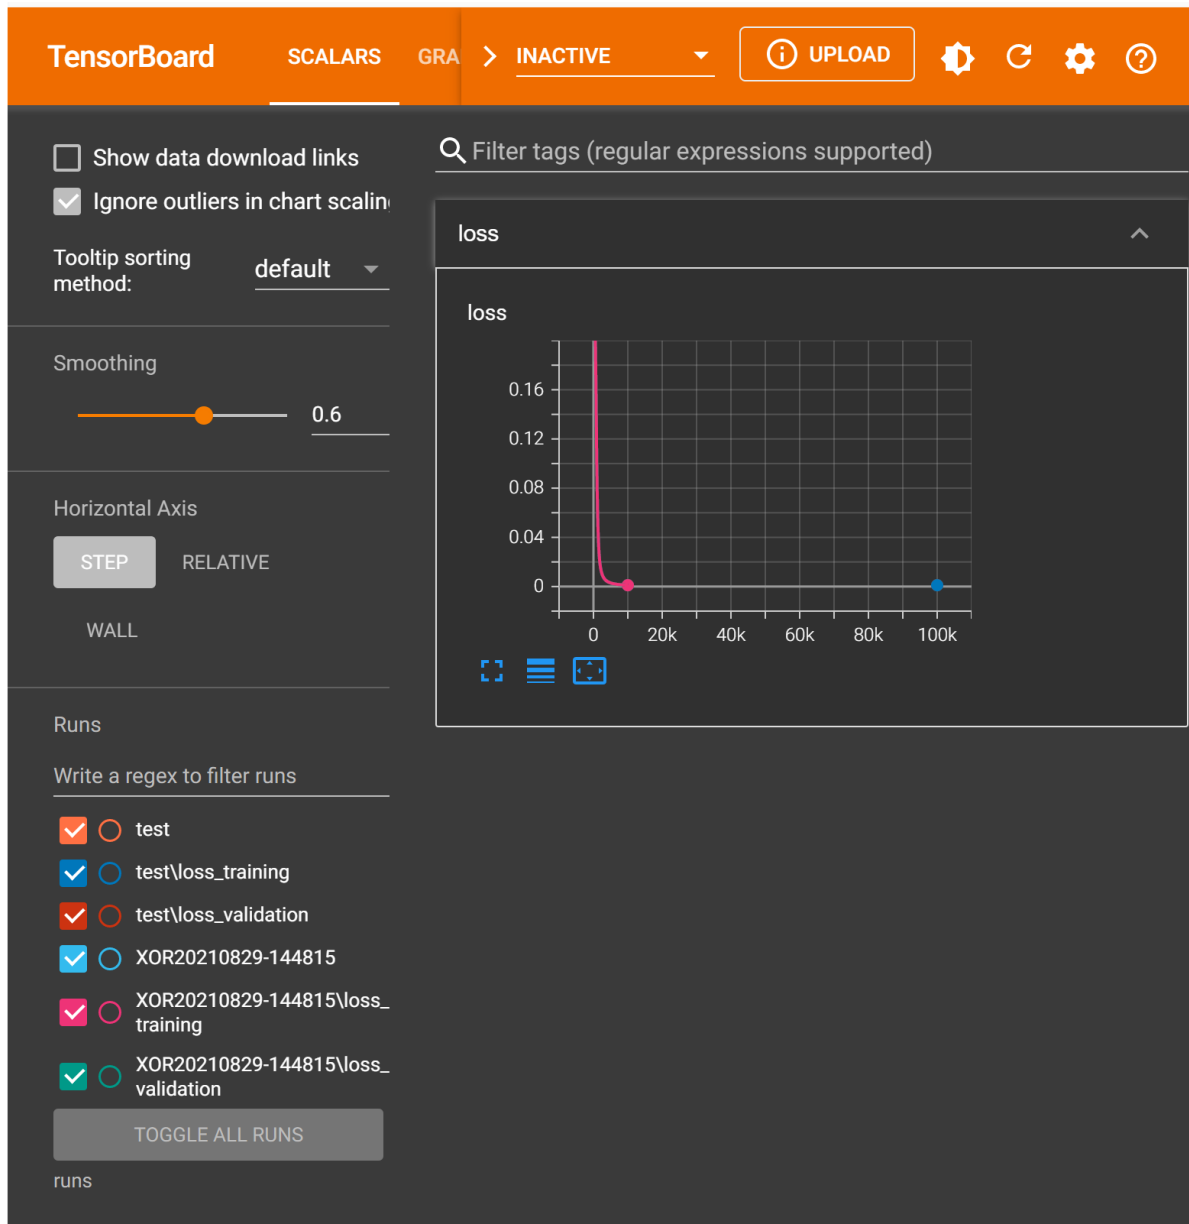 TensorBoard
SCALARS
GRA
INACTIVE
UPLOAD
Show data download links
Ignore outliers in chart scalin
Tooltip sorting
method:
default
Smoothing
0.6
Horizontal Axis
STEP
RELATIVE
WALL
Runs
Write a regex to filter runs
test
test\loss_training
test\loss_validation
XOR20210829-144815
XOR20210829-144815\loss_
training
XOR20210829-144815\loss_
validation
TOGGLE ALL RUNS
runs
Filter tags (regular expressions supported)
loss
loss
0.16
0.12
0.08
0.04
0
0 20k 40k 60k 80k 100k